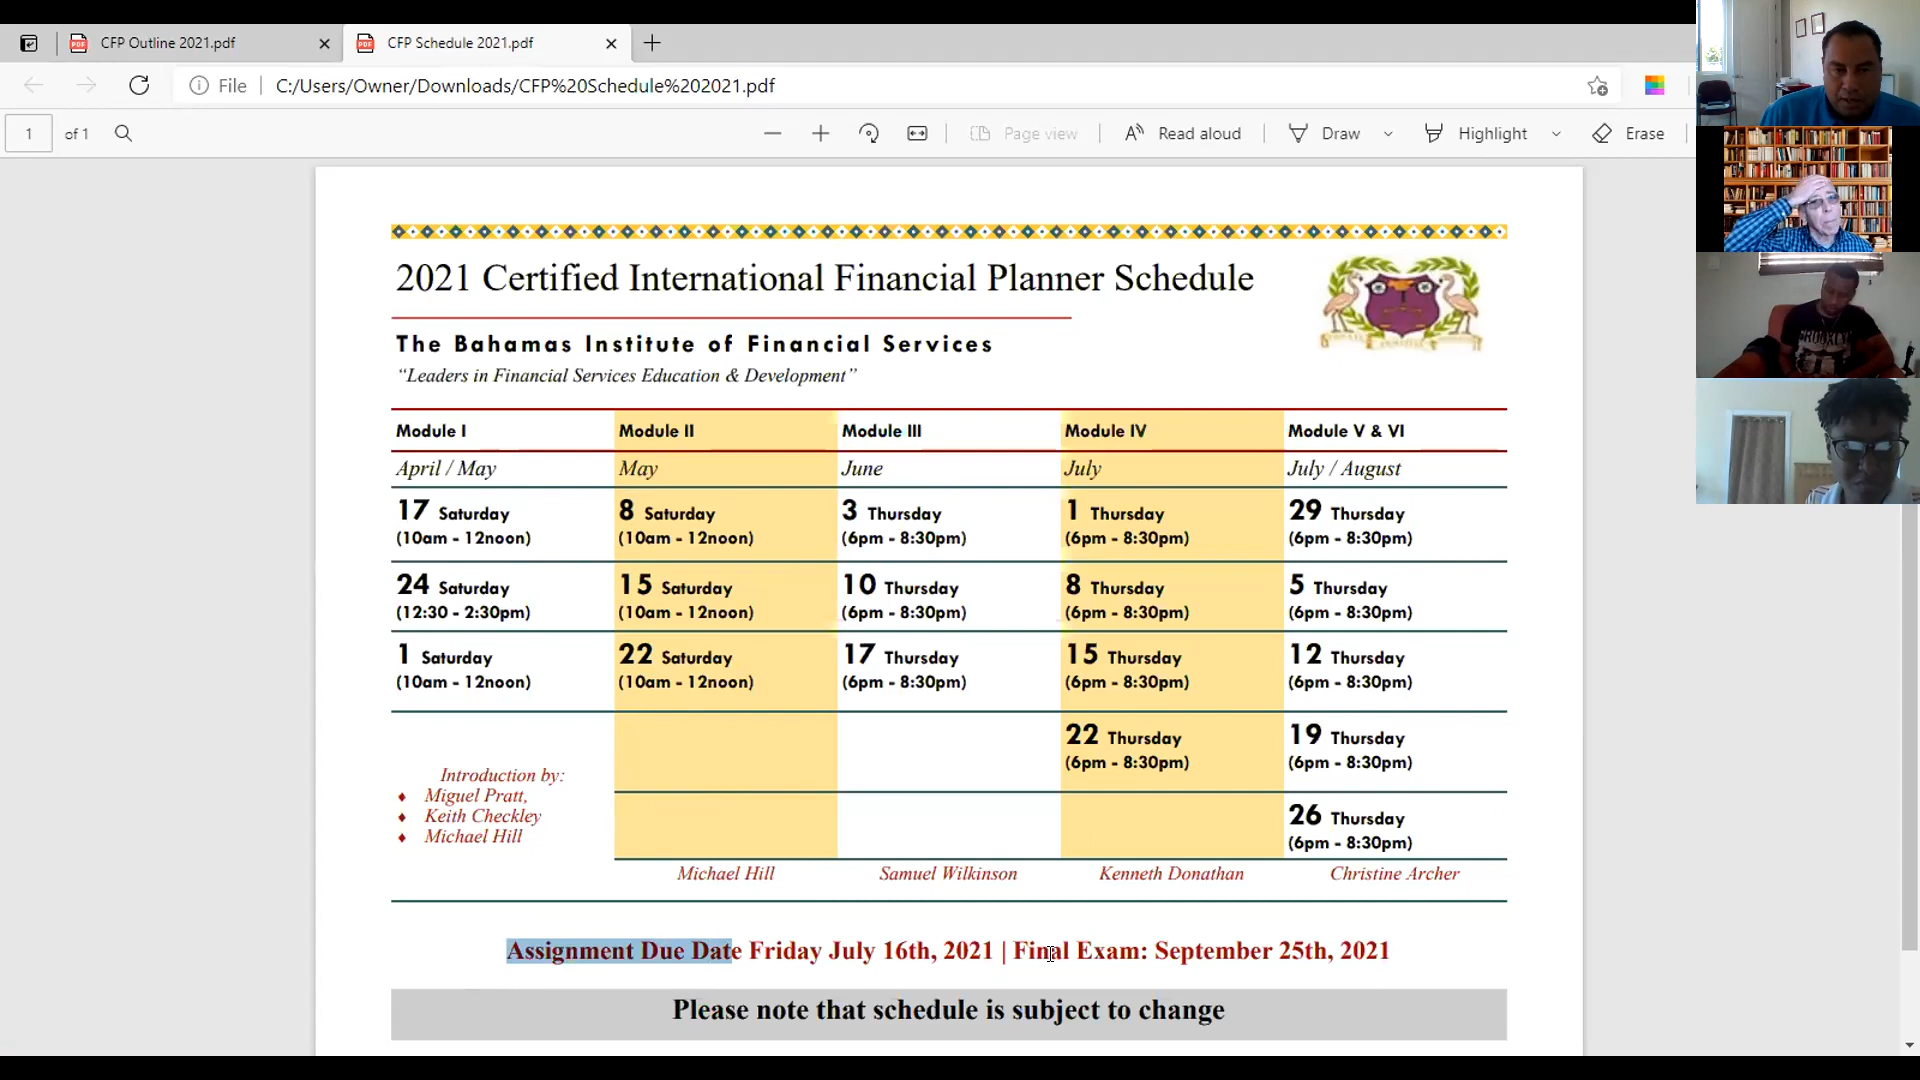 CFP Outline 2021.pdf
CFP Schedule 2021.pdf
File
C:/Users/Owner/Downloads/CFP%20Schedule%202021.pdf
1 of 1
Page view
Read aloud
Draw
Highlight
Erase
2021 Certified International Financial Planner Schedule
The Bahamas Institute of Financial Services
“Leaders in Financial Services Education & Development”
Module I Module II Module III Module IV Module V & VI
April / May May June July July / August
17 Saturday 8 Saturday 3 Thursday 1 Thursday 29 Thursday
(10am - 12noon) (10am - 12noon) (6pm - 8:30pm) (6pm - 8:30pm) (6pm - 8:30pm)
24 Saturday 15 Saturday 10 Thursday 8 Thursday 5 Thursday
(12:30 - 2:30pm) (10am - 12noon) (6pm - 8:30pm) (6pm - 8:30pm) (6pm - 8:30pm)
1 Saturday 22 Saturday 17 Thursday 15 Thursday 12 Thursday
(10am - 12noon) (10am - 12noon) (6pm - 8:30pm) (6pm - 8:30pm) (6pm - 8:30pm)
22 Thursday 19 Thursday
(6pm - 8:30pm) (6pm - 8:30pm)
Introduction by:
Miguel Pratt,
Keith Checkley
Michael Hill
26 Thursday
(6pm - 8:30pm)
Michael Hill Samuel Wilkinson Kenneth Donathan Christine Archer
Assignment Due Date Friday July 16th, 2021 | Final Exam: September 25th, 2021
Please note that schedule is subject to change
BROOKLYN